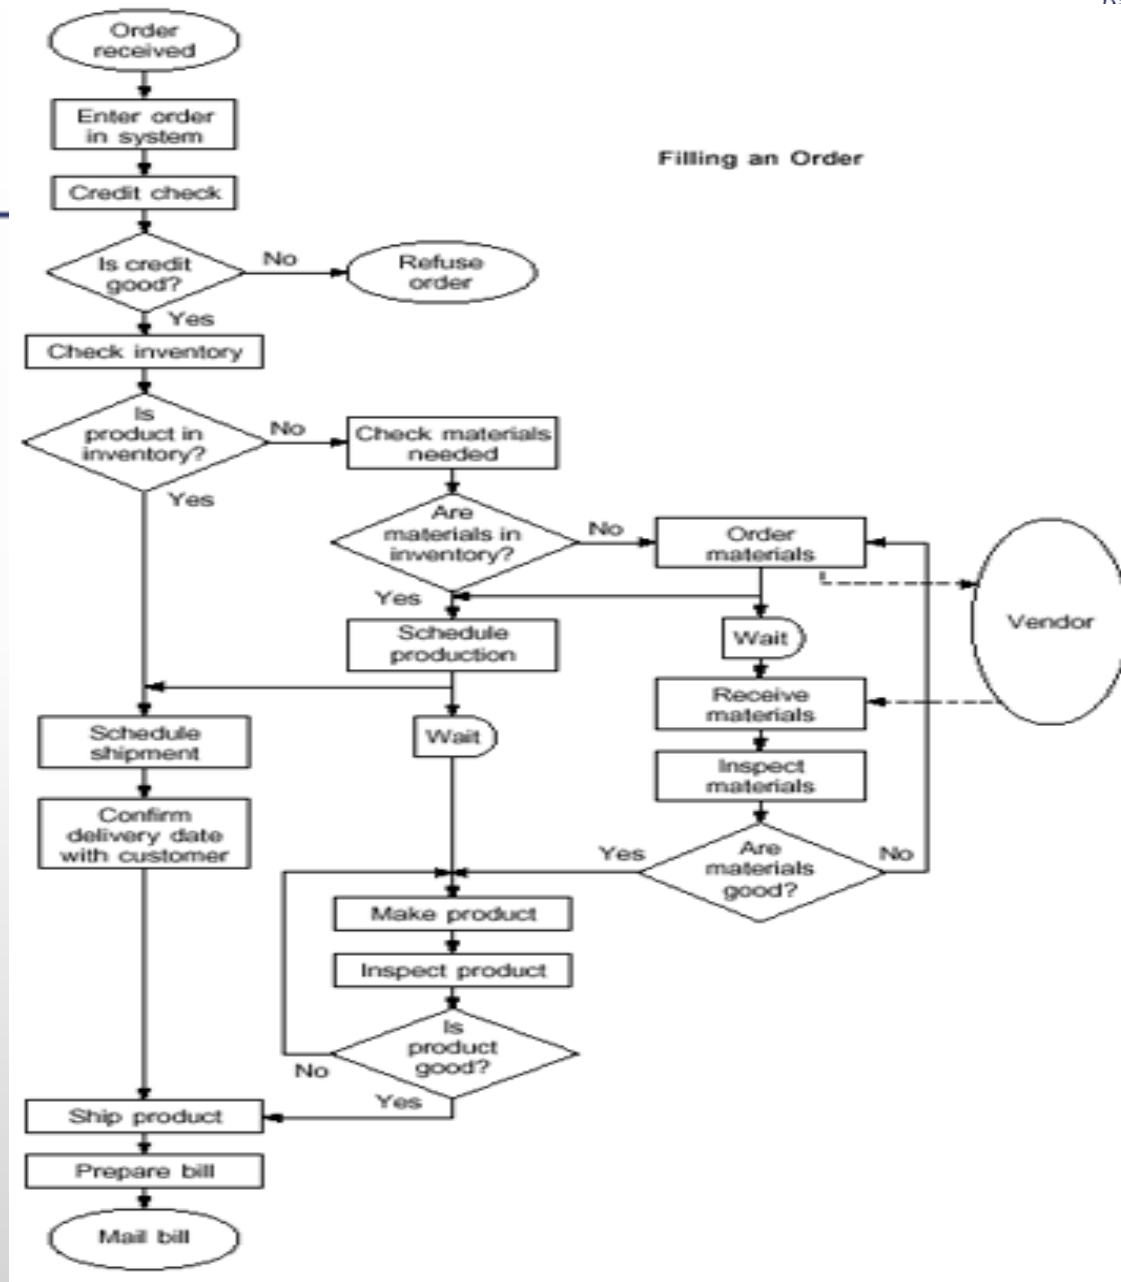 Order
received
Enter order
in system
Filling an Order
Credit check
Is credit
good?
No
Refuse
order
Yes
Check inventory
Is
product in
inventory?
No
Check materials
needed
Yes
Are
materials in
inventory?
No
Order
materials
Vendor
Yes
Schedule
production
Wait
Receive
materials
Schedule
shipment
Wait
Inspect
materials
Confirm
delivery date
with customer
Yes
Are
materials
good?
No
Make product
Inspect product
Is
product
good?
No
Yes
Ship product
Prepare bill
Mail bill